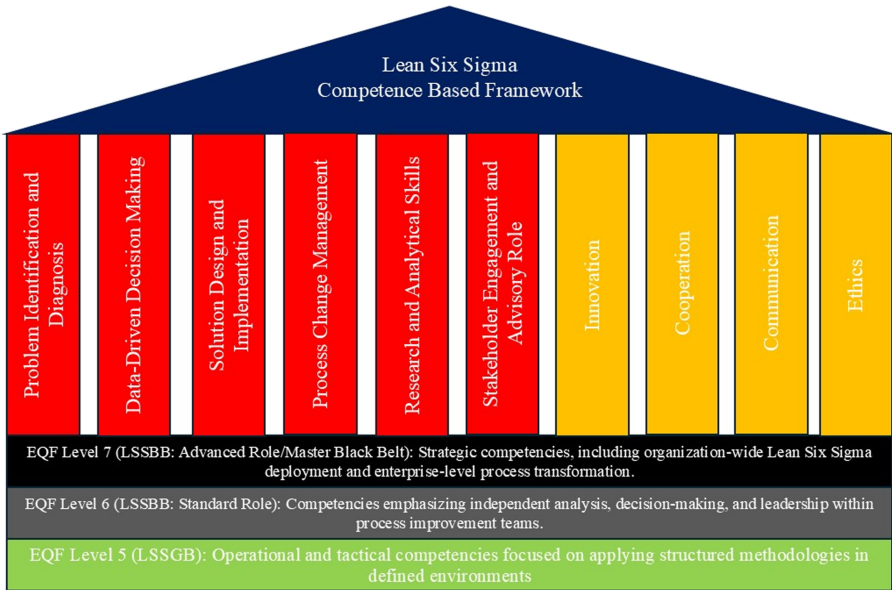 Lean Six Sigma
Competence Based Framework
Problem Identification and
Diagnosis
Data-Driven Decision Making
Solution Design and
Implementation
Process Change Management
Research and Analytical Skills
Stakeholder Engagement and
Advisory Role
Innovation
Cooperation
Communication
Ethics
EQF Level 7 (LSSBB: Advanced Role/Master Black Belt): Strategic competencies, including organization-wide Lean Six Sigma
deployment and enterprise-level process transformation.
EQF Level 6 (LSSBB: Standard Role): Competencies emphasizing independent analysis, decision-making, and leadership within
process improvement teams.
EQF Level 5 (LSSGB): Operational and tactical competencies focused on applying structured methodologies in
defined environments